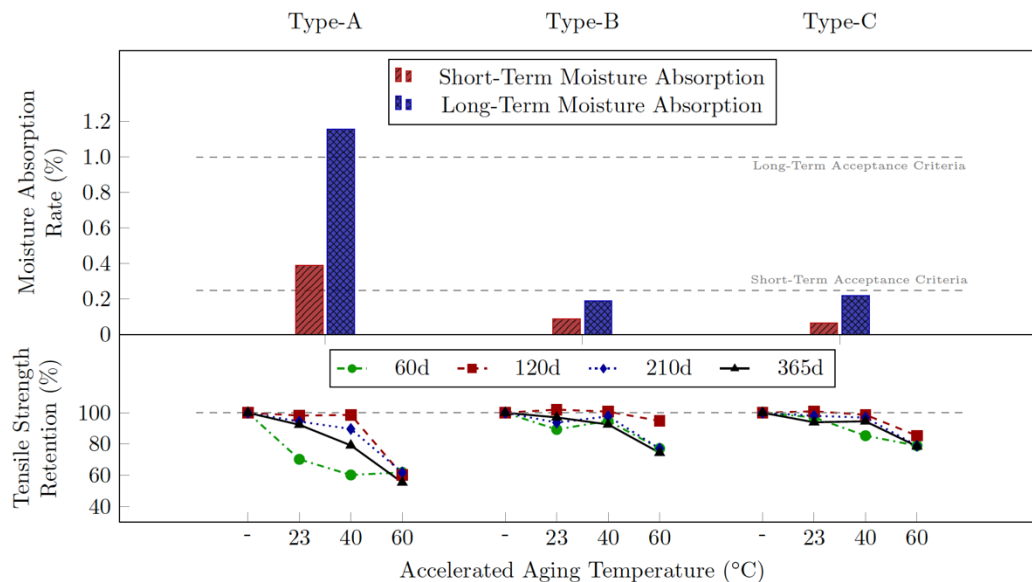 Type-A Type-B Type-C
Short-Term Moisture Absorption
Long-Term Moisture Absorption
Moisture Absorption
Rate (%)
1.2
1.0
0.8
0.6
0.4
0.2
0
Long-Term Acceptance Criteria
Short-Term Acceptance Criteria
60d 120d 210d 365d
Tensile Strength
Retention (%)
100
80
60
40
- 23 40 60 - 23 40 60 - 23 40 60
Accelerated Aging Temperature (°C)